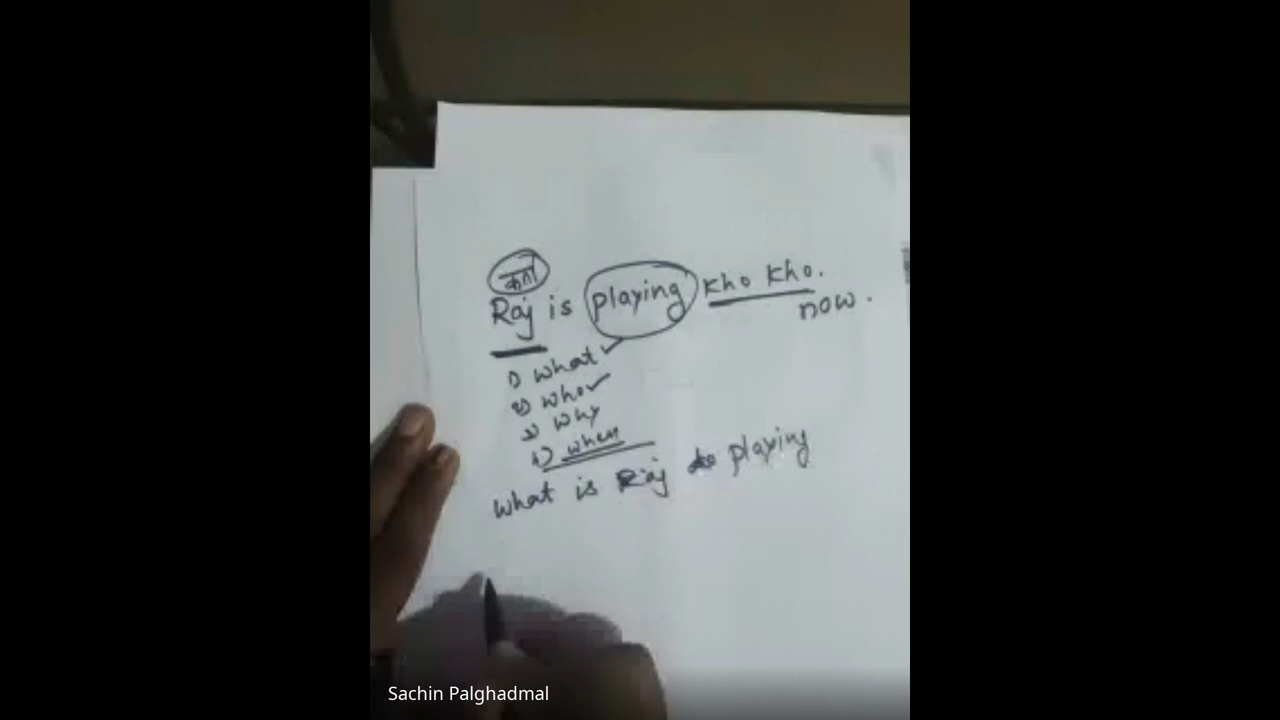 कर्ता
Raj is playing Kho Kho.
now.
1) what ✓
2) who ✓
3) why
4) when
what is Raj playing
Sachin Palghadmal